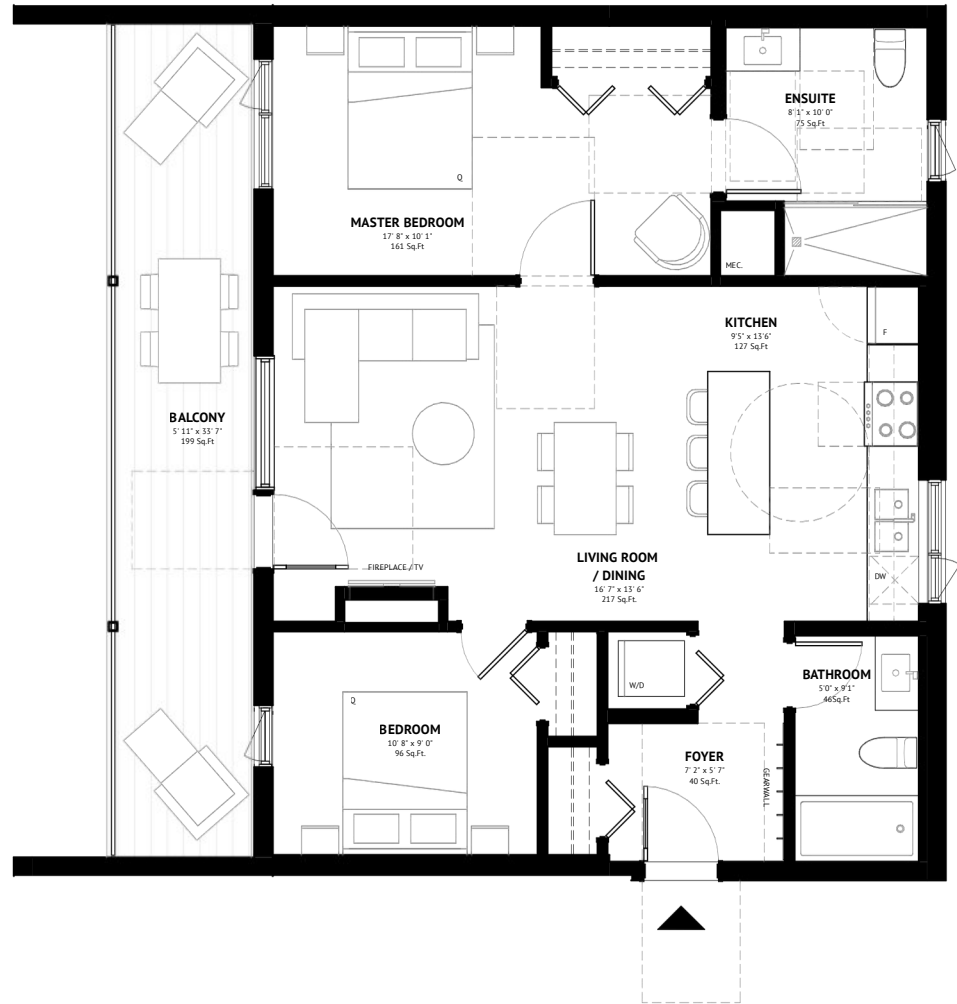 ENSUITE
8' 1" x 10' 0"
75 Sq.Ft
Q
MASTER BEDROOM
17' 8" x 10' 1"
161 Sq.Ft
MEC.
KITCHEN
9'5" x 13'6"
127 Sq.Ft
F
BALCONY
5' 11" x 33' 7"
199 Sq.Ft
LIVING ROOM
/ DINING
16' 7" x 13' 6"
217 Sq.Ft.
FIREPLACE / TV
DW
W/D
BATHROOM
5'0" x 9'1"
46Sq.Ft
Q
BEDROOM
10' 8" x 9' 0"
96 Sq.Ft.
FOYER
7' 2" x 5' 7"
40 Sq.Ft.
GEARWALL